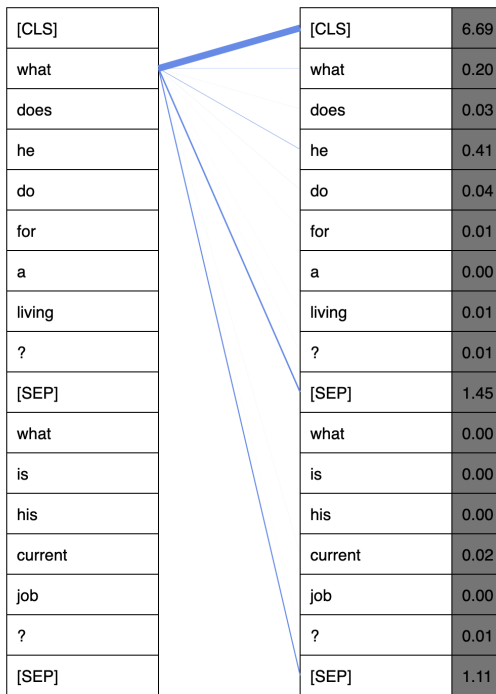 [CLS] [CLS] 6.69
what what 0.20
does does 0.03
he he 0.41
do do 0.04
for for 0.01
a a 0.00
living living 0.01
? ? 0.01
[SEP] [SEP] 1.45
what what 0.00
is is 0.00
his his 0.00
current current 0.02
job job 0.00
? ? 0.01
[SEP] [SEP] 1.11